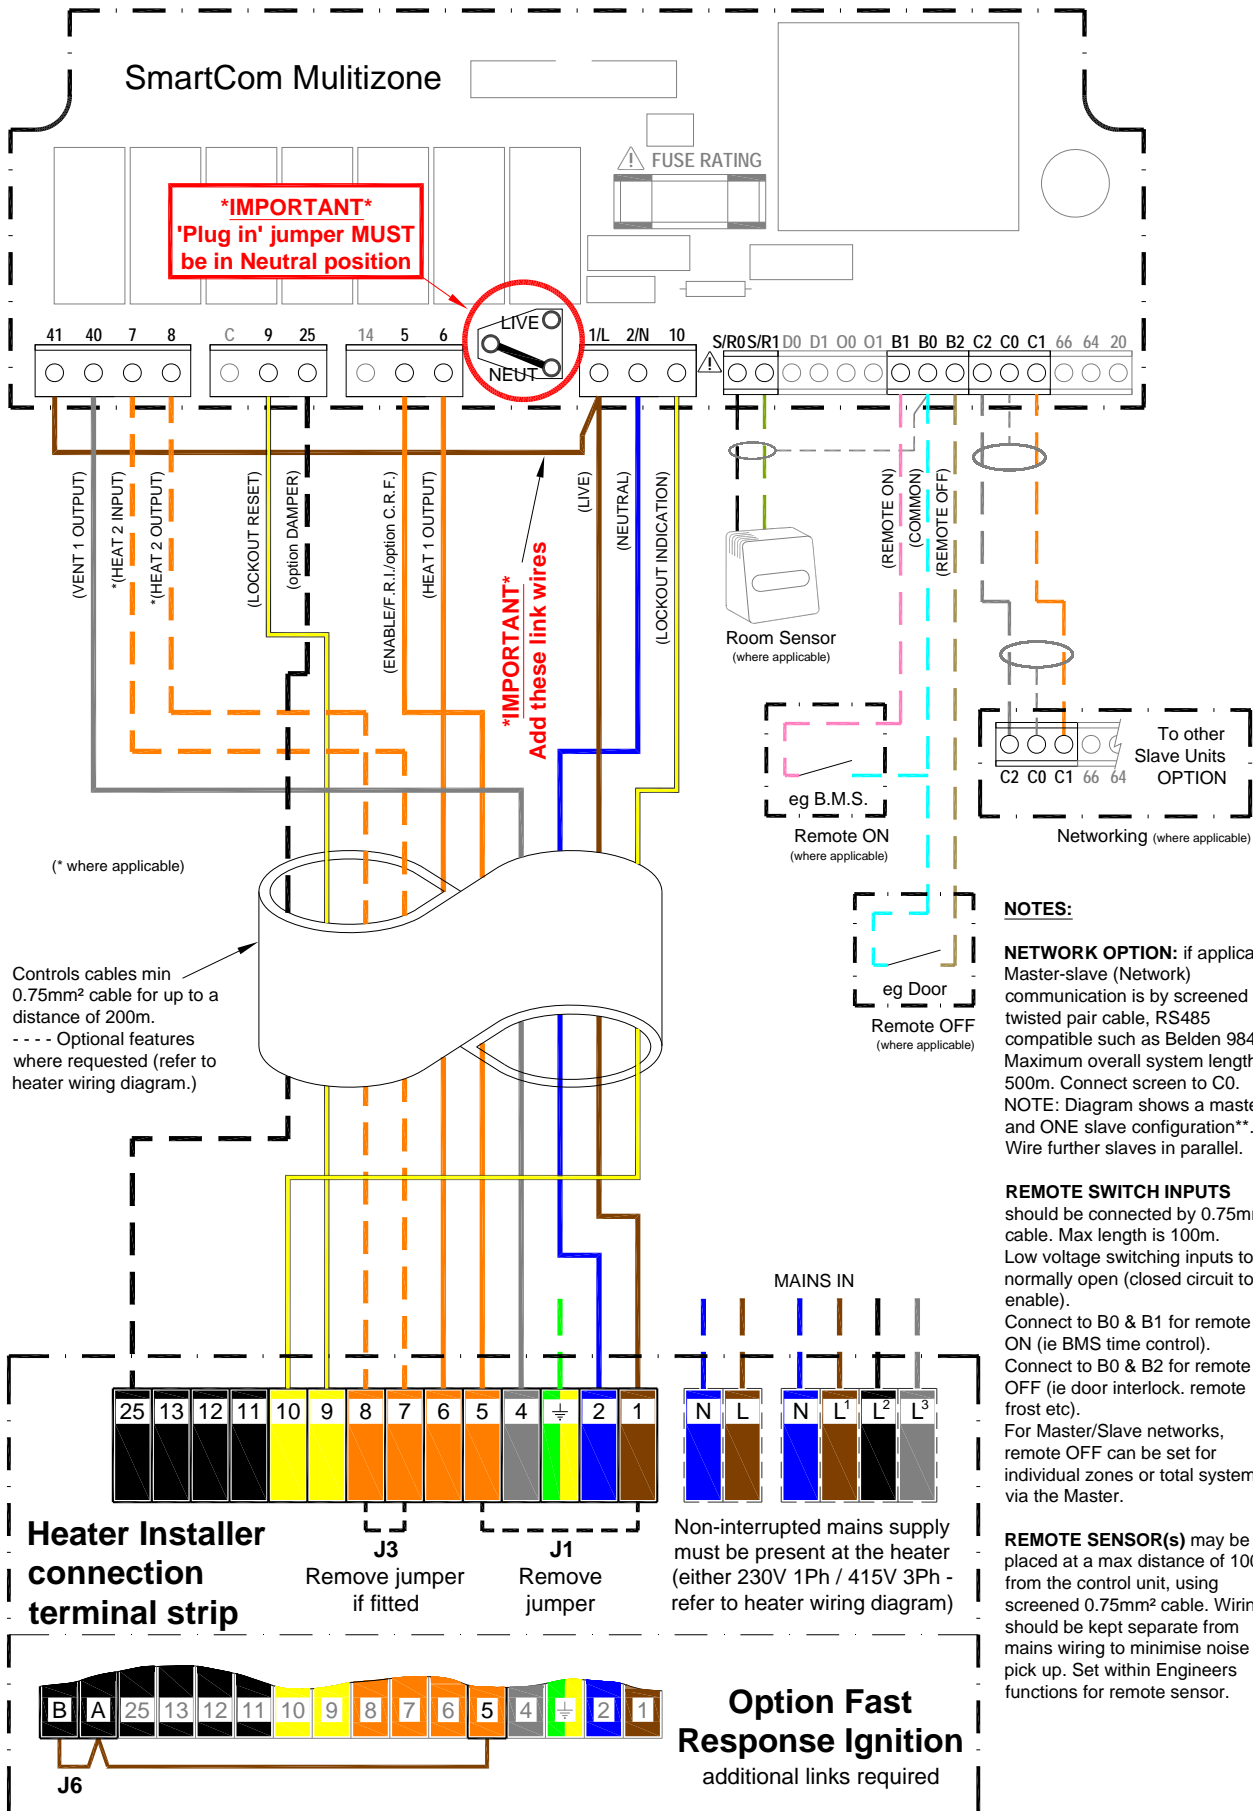 SmartCom Mulitizone
FUSE RATING
*IMPORTANT*
'Plug in' jumper MUST
be in Neutral position
LIVE
NEUT
41 40 7 8 C 9 25 14 5 6 1/L 2/N 10 S/R0 S/R1 D0 D1 O0 O1 B1 B0 B2 C2 C0 C1 66 64 20
(VENT 1 OUTPUT)
*(HEAT 2 INPUT)
*(HEAT 2 OUTPUT)
(LOCKOUT RESET)
(option DAMPER)
(ENABLE/F.R.I./option C.R.F.)
(HEAT 1 OUTPUT)
*IMPORTANT*
Add these link wires
(LIVE)
(NEUTRAL)
(LOCKOUT INDICATION)
(REMOTE ON)
(COMMON)
(REMOTE OFF)
Room Sensor
(where applicable)
eg B.M.S.
Remote ON
(where applicable)
C2 C0 C1 66 64
To other
Slave Units
OPTION
Networking (where applicable)
eg Door
Remote OFF
(where applicable)
(* where applicable)
Controls cables min
0.75mm² cable for up to a
distance of 200m.
- - - - Optional features
where requested (refer to
heater wiring diagram.)
NOTES:
NETWORK OPTION: if applica
Master-slave (Network)
communication is by screened
twisted pair cable, RS485
compatible such as Belden 984
Maximum overall system length
500m. Connect screen to C0.
NOTE: Diagram shows a maste
and ONE slave configuration**.
Wire further slaves in parallel.
REMOTE SWITCH INPUTS
should be connected by 0.75m
cable. Max length is 100m.
Low voltage switching inputs to
normally open (closed circuit to
enable).
Connect to B0 & B1 for remote
ON (ie BMS time control).
Connect to B0 & B2 for remote
OFF (ie door interlock. remote
frost etc).
For Master/Slave networks,
remote OFF can be set for
individual zones or total system
via the Master.
REMOTE SENSOR(s) may be
placed at a max distance of 100
from the control unit, using
screened 0.75mm² cable. Wirin
should be kept separate from
mains wiring to minimise noise
pick up. Set within Engineers
functions for remote sensor.
MAINS IN
25 13 12 11 10 9 8 7 6 5 4 2 1 N L N L¹ L² L³
Heater Installer
connection
terminal strip
J3
Remove jumper
if fitted
J1
Remove
jumper
Non-interrupted mains supply
must be present at the heater
(either 230V 1Ph / 415V 3Ph -
refer to heater wiring diagram)
B A 25 13 12 11 10 9 8 7 6 5 4 2 1
J6
Option Fast
Response Ignition
additional links required